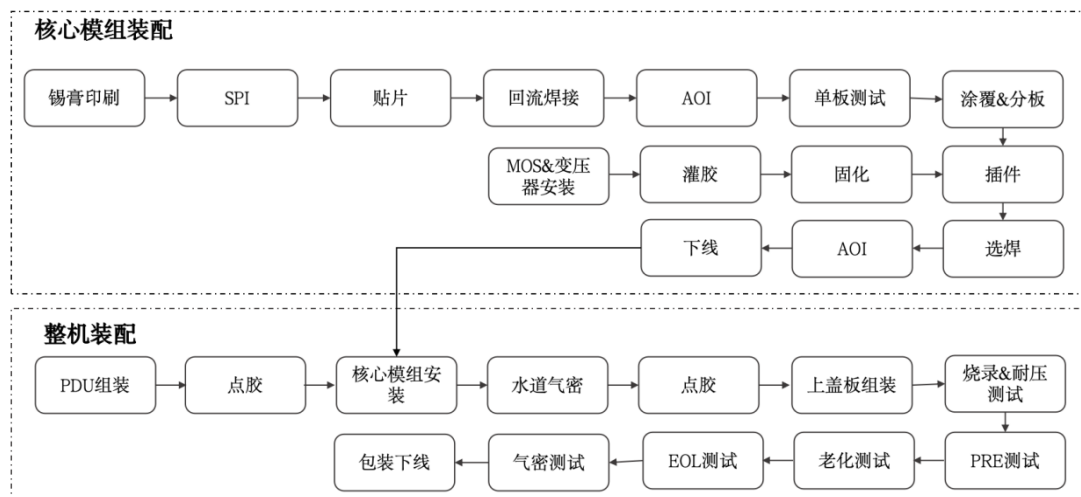 核心模组装配
锡膏印刷
SPI
贴片
回流焊接
AOI
单板测试
涂覆&分板
MOS&变压
器安装
灌胶
固化
插件
下线
AOI
选焊
整机装配
PDU组装
点胶
核心模组安
装
水道气密
点胶
上盖板组装
烧录&耐压
测试
包装下线
气密测试
EOL测试
老化测试
PRE测试